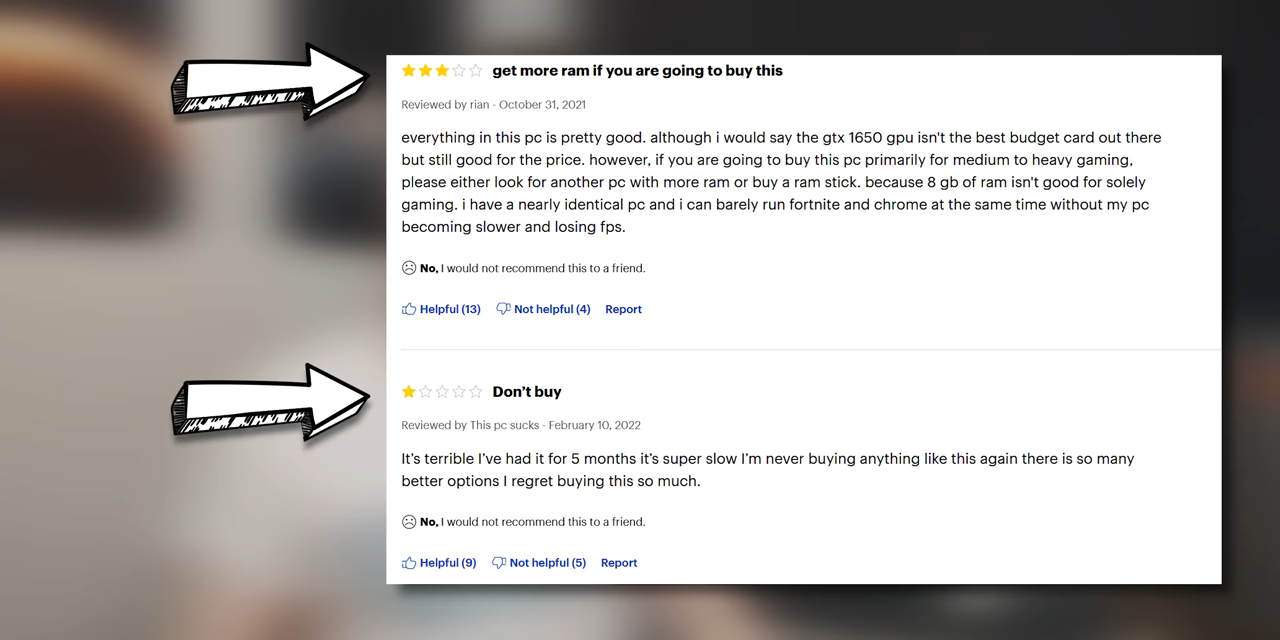 get more ram if you are going to buy this
Reviewed by rian - October 31, 2021
everything in this pc is pretty good. although i would say the gtx 1650 gpu isn't the best budget card out there
but still good for the price. however, if you are going to buy this pc primarily for medium to heavy gaming,
please either look for another pc with more ram or buy a ram stick. because 8 gb of ram isn't good for solely
gaming. i have a nearly identical pc and i can barely run fortnite and chrome at the same time without my pc
becoming slower and losing fps.
No, I would not recommend this to a friend.
Helpful (13) Not helpful (4) Report
Don’t buy
Reviewed by This pc sucks - February 10, 2022
It’s terrible I’ve had it for 5 months it’s super slow I’m never buying anything like this again there is so many
better options I regret buying this so much.
No, I would not recommend this to a friend.
Helpful (9) Not helpful (5) Report